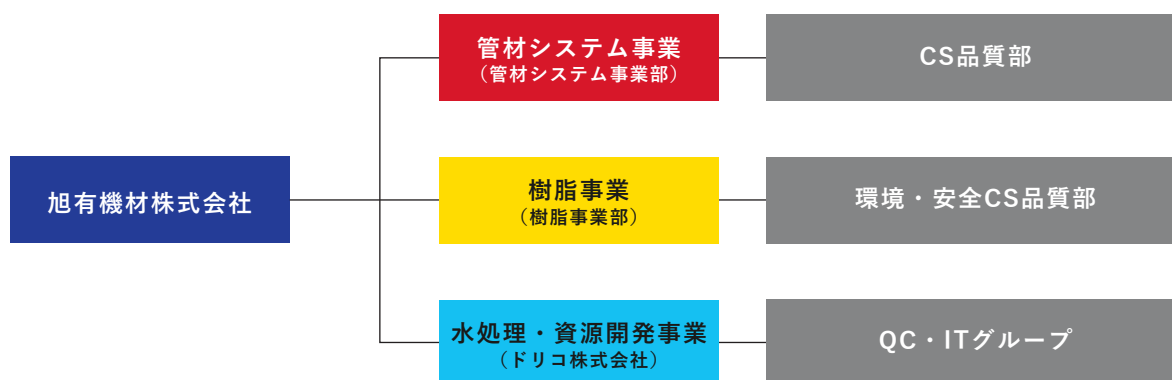 管材システム事業
（管材システム事業部）
CS品質部
旭有機材株式会社
樹脂事業
（樹脂事業部）
環境・安全CS品質部
水処理・資源開発事業
（ドリコ株式会社）
QC・ITグループ